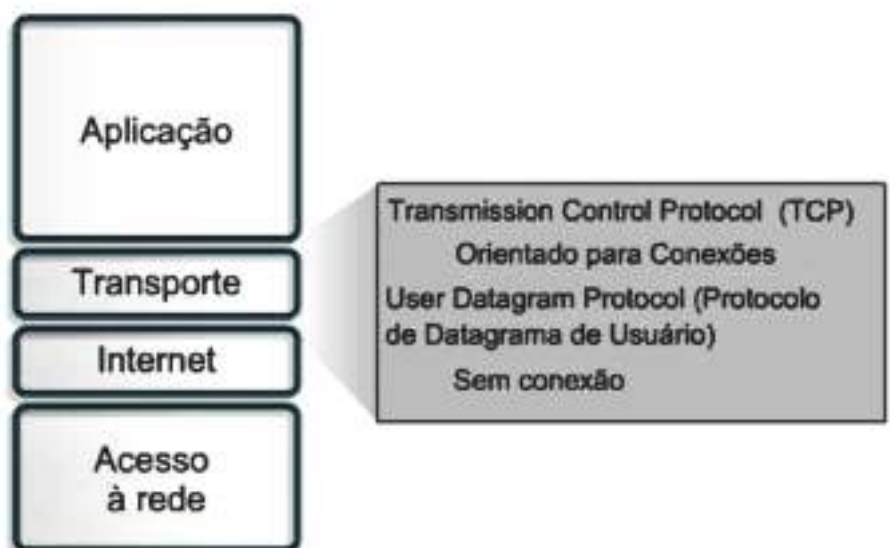 Aplicação
Transporte
Internet
Acesso
à rede
Transmission Control Protocol (TCP)
Orientado para Conexões
User Datagram Protocol (Protocolo
de Datagrama de Usuário)
Sem conexão